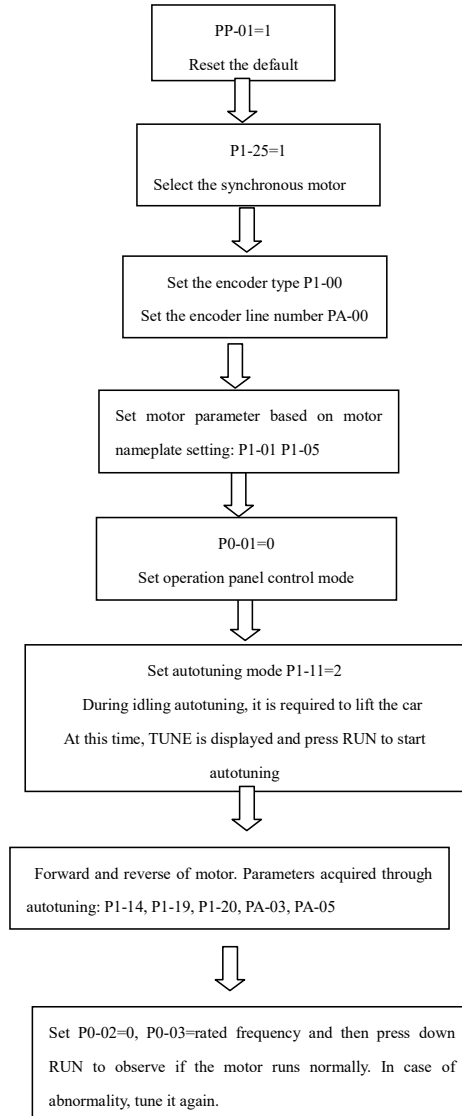 PP-01=1
Reset the default
P1-25=1
Select the synchronous motor
Set the encoder type P1-00
Set the encoder line number PA-00
Set motor parameter based on motor
nameplate setting: P1-01 P1-05
P0-01=0
Set operation panel control mode
Set autotuning mode P1-11=2
During idling autotuning, it is required to lift the car
At this time, TUNE is displayed and press RUN to start
autotuning
Forward and reverse of motor. Parameters acquired through
autotuning: P1-14, P1-19, P1-20, PA-03, PA-05
Set P0-02=0, P0-03=rated frequency and then press down
RUN to observe if the motor runs normally. In case of
abnormality, tune it again.